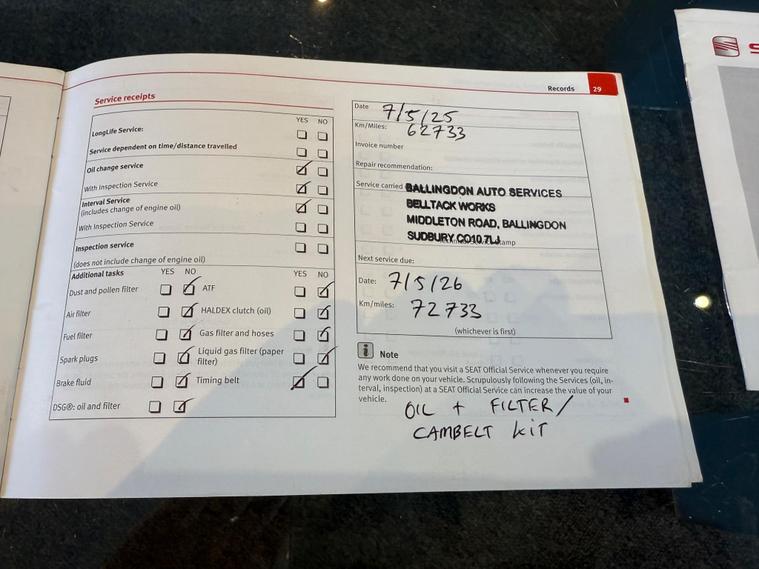 Records 29
Service receipts
YES NO
LongLife Service:
Service dependent on time/distance travelled
Oil change service
With Inspection Service
Interval Service
(includes change of engine oil)
With Inspection Service
Inspection service
(does not include change of engine oil)
Additional tasks YES NO YES NO
Dust and pollen filter ATF
Air filter HALDEX clutch (oil)
Fuel filter Gas filter and hoses
Spark plugs Liquid gas filter (paper
filter)
Brake fluid Timing belt
DSG®: oil and filter
Date 7/5/25
Km/Miles: 62733
Invoice number
Repair recommendation:
Service carried
BALLINGDON AUTO SERVICES
BELLTACK WORKS
MIDDLETON ROAD, BALLINGDON
SUDBURY CO10 7LJ
Next service due:
Date: 7/5/26
Km/miles: 72733
(whichever is first)
i Note
We recommend that you visit a SEAT Official Service whenever you require
any work done on your vehicle. Scrupulously following the Services (oil, in-
terval, inspection) at a SEAT Official Service can increase the value of your
vehicle.
OIL + FILTER/
CAMBELT KIT